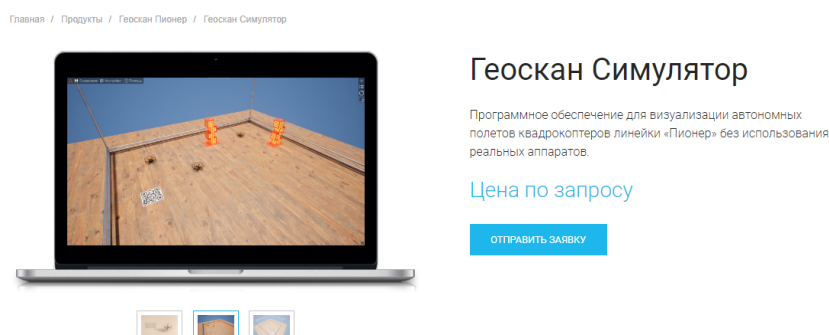 Главная / Продукты / Геоскан Пионер / Геоскан Симулятор
Геоскан Симулятор
Программное обеспечение для визуализации автономных
полетов квадрокоптеров линейки «Пионер» без использования
реальных аппаратов.
Цена по запросу
ОТПРАВИТЬ ЗАЯВКУ